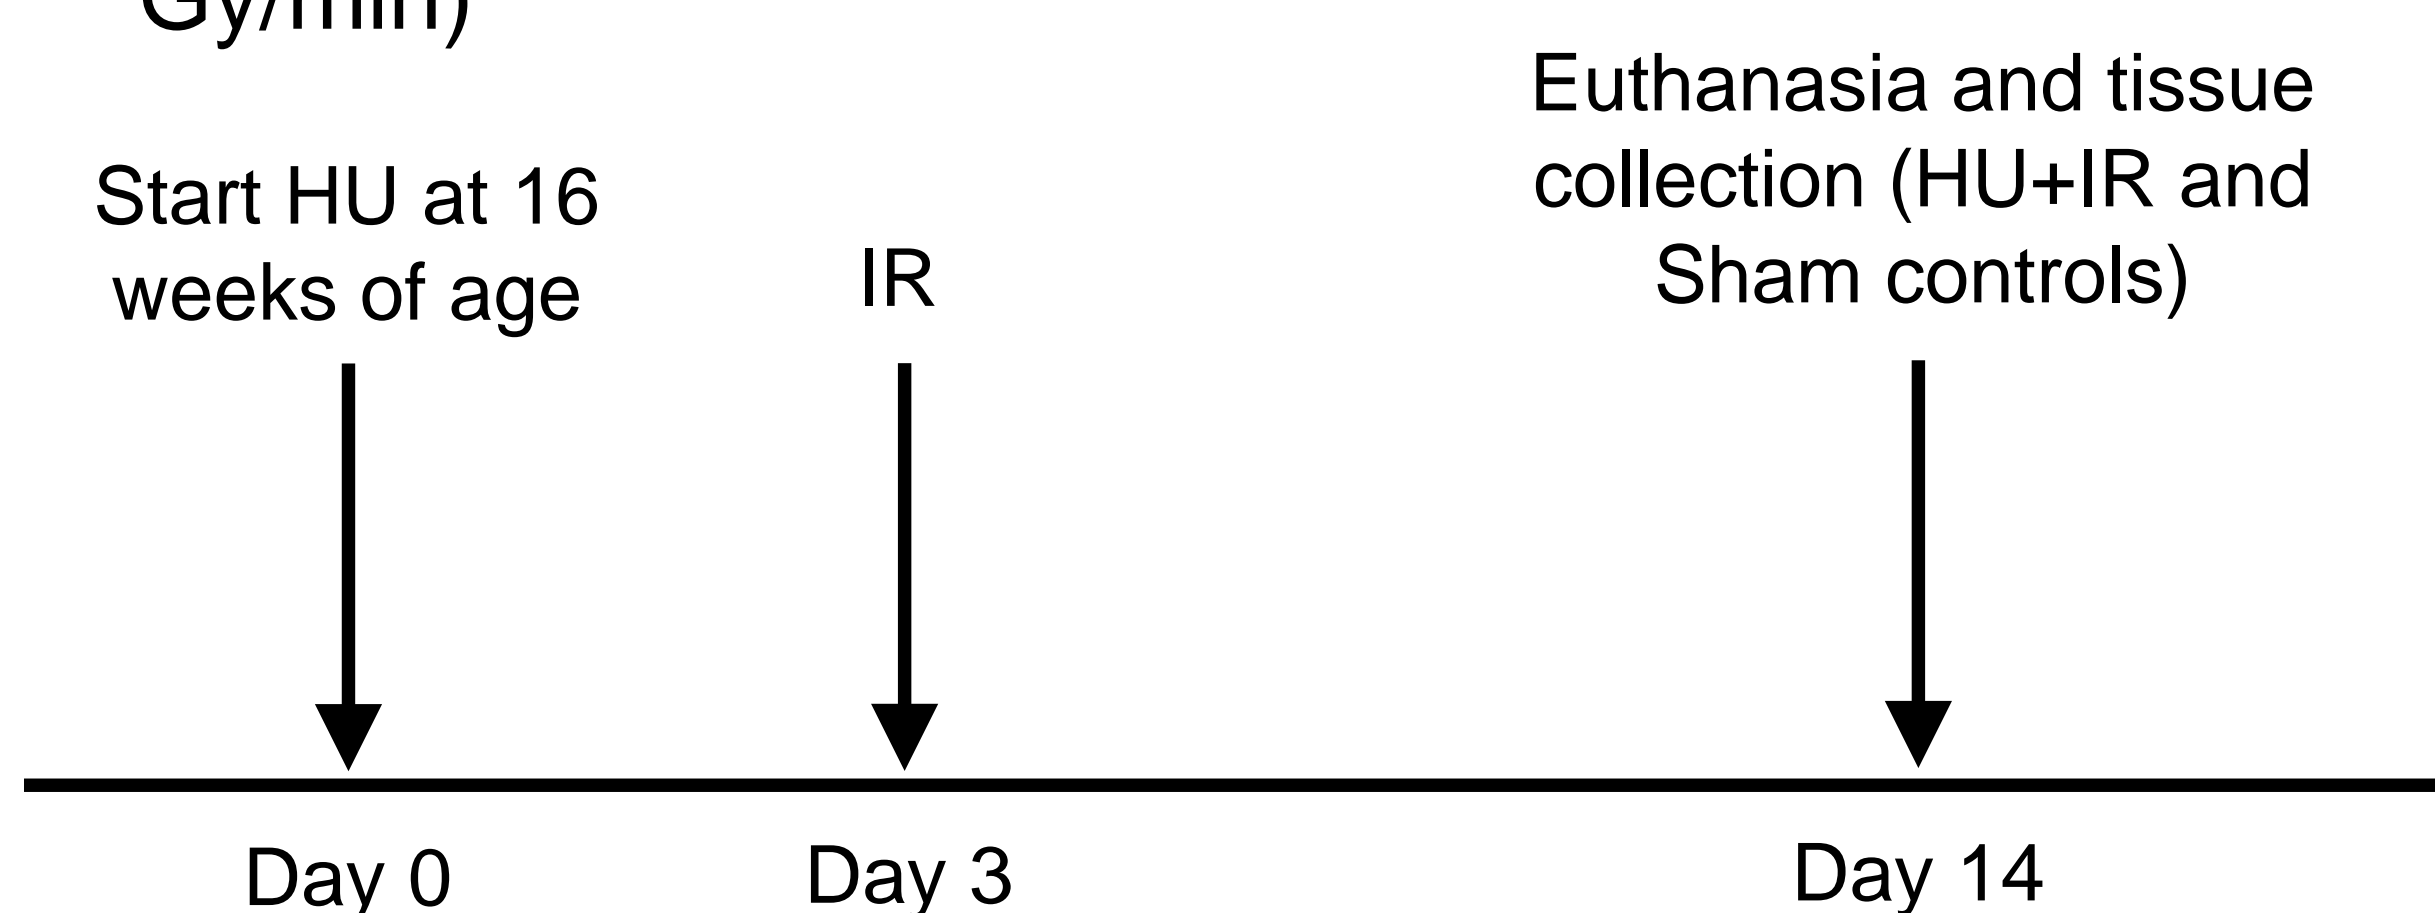 Gy/min)
Start HU at 16
weeks of age
IR
Euthanasia and tissue
collection (HU+IR and
Sham controls)
Day 0
Day 3
Day 14